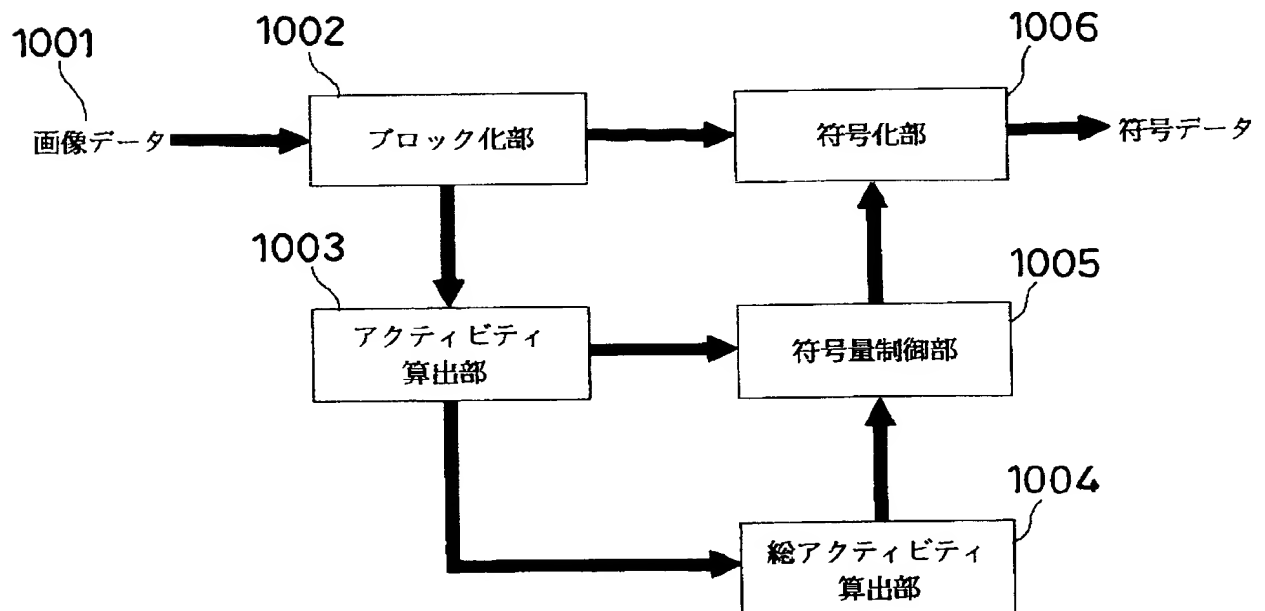 1001
1002
1006
画像データ
ブロック化部
符号化部
符号データ
1003
1005
アクティビティ
算出部
符号量制御部
1004
総アクティビティ
算出部